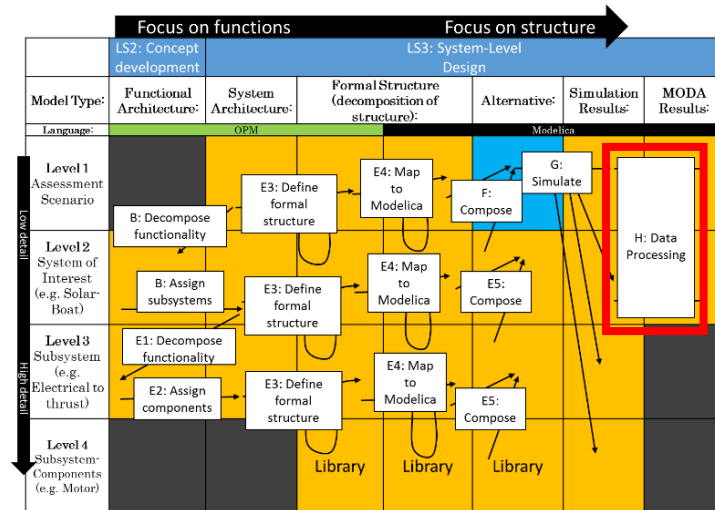 Focus on functions
Focus on structure
LS2: Concept
development
LS3: System-Level
Design
Model Type:
Functional
Architecture:
System
Architecture:
Formal Structure
(decomposition of
structure):
Alternative:
Simulation
Results:
MODA
Results:
Language:
OPM
Modelica
Low detail
High detail
Level 1
Assessment
Scenario
B: Decompose
functionality
E3: Define
formal
structure
E4: Map
to
Modelica
F:
Compose
G:
Simulate
H: Data
Processing
Level 2
System of
Interest
(e.g. Solar-
Boat)
B: Assign
subsystems
E3: Define
formal
structure
E4: Map
to
Modelica
E5:
Compose
Level 3
Subsystem
(e.g.
Electrical to
thrust)
E1: Decompose
functionality
E2: Assign
components
E3: Define
formal
structure
E4: Map
to
Modelica
E5:
Compose
Level 4
Subsystem-
Components
(e.g. Motor)
Library
Library
Library